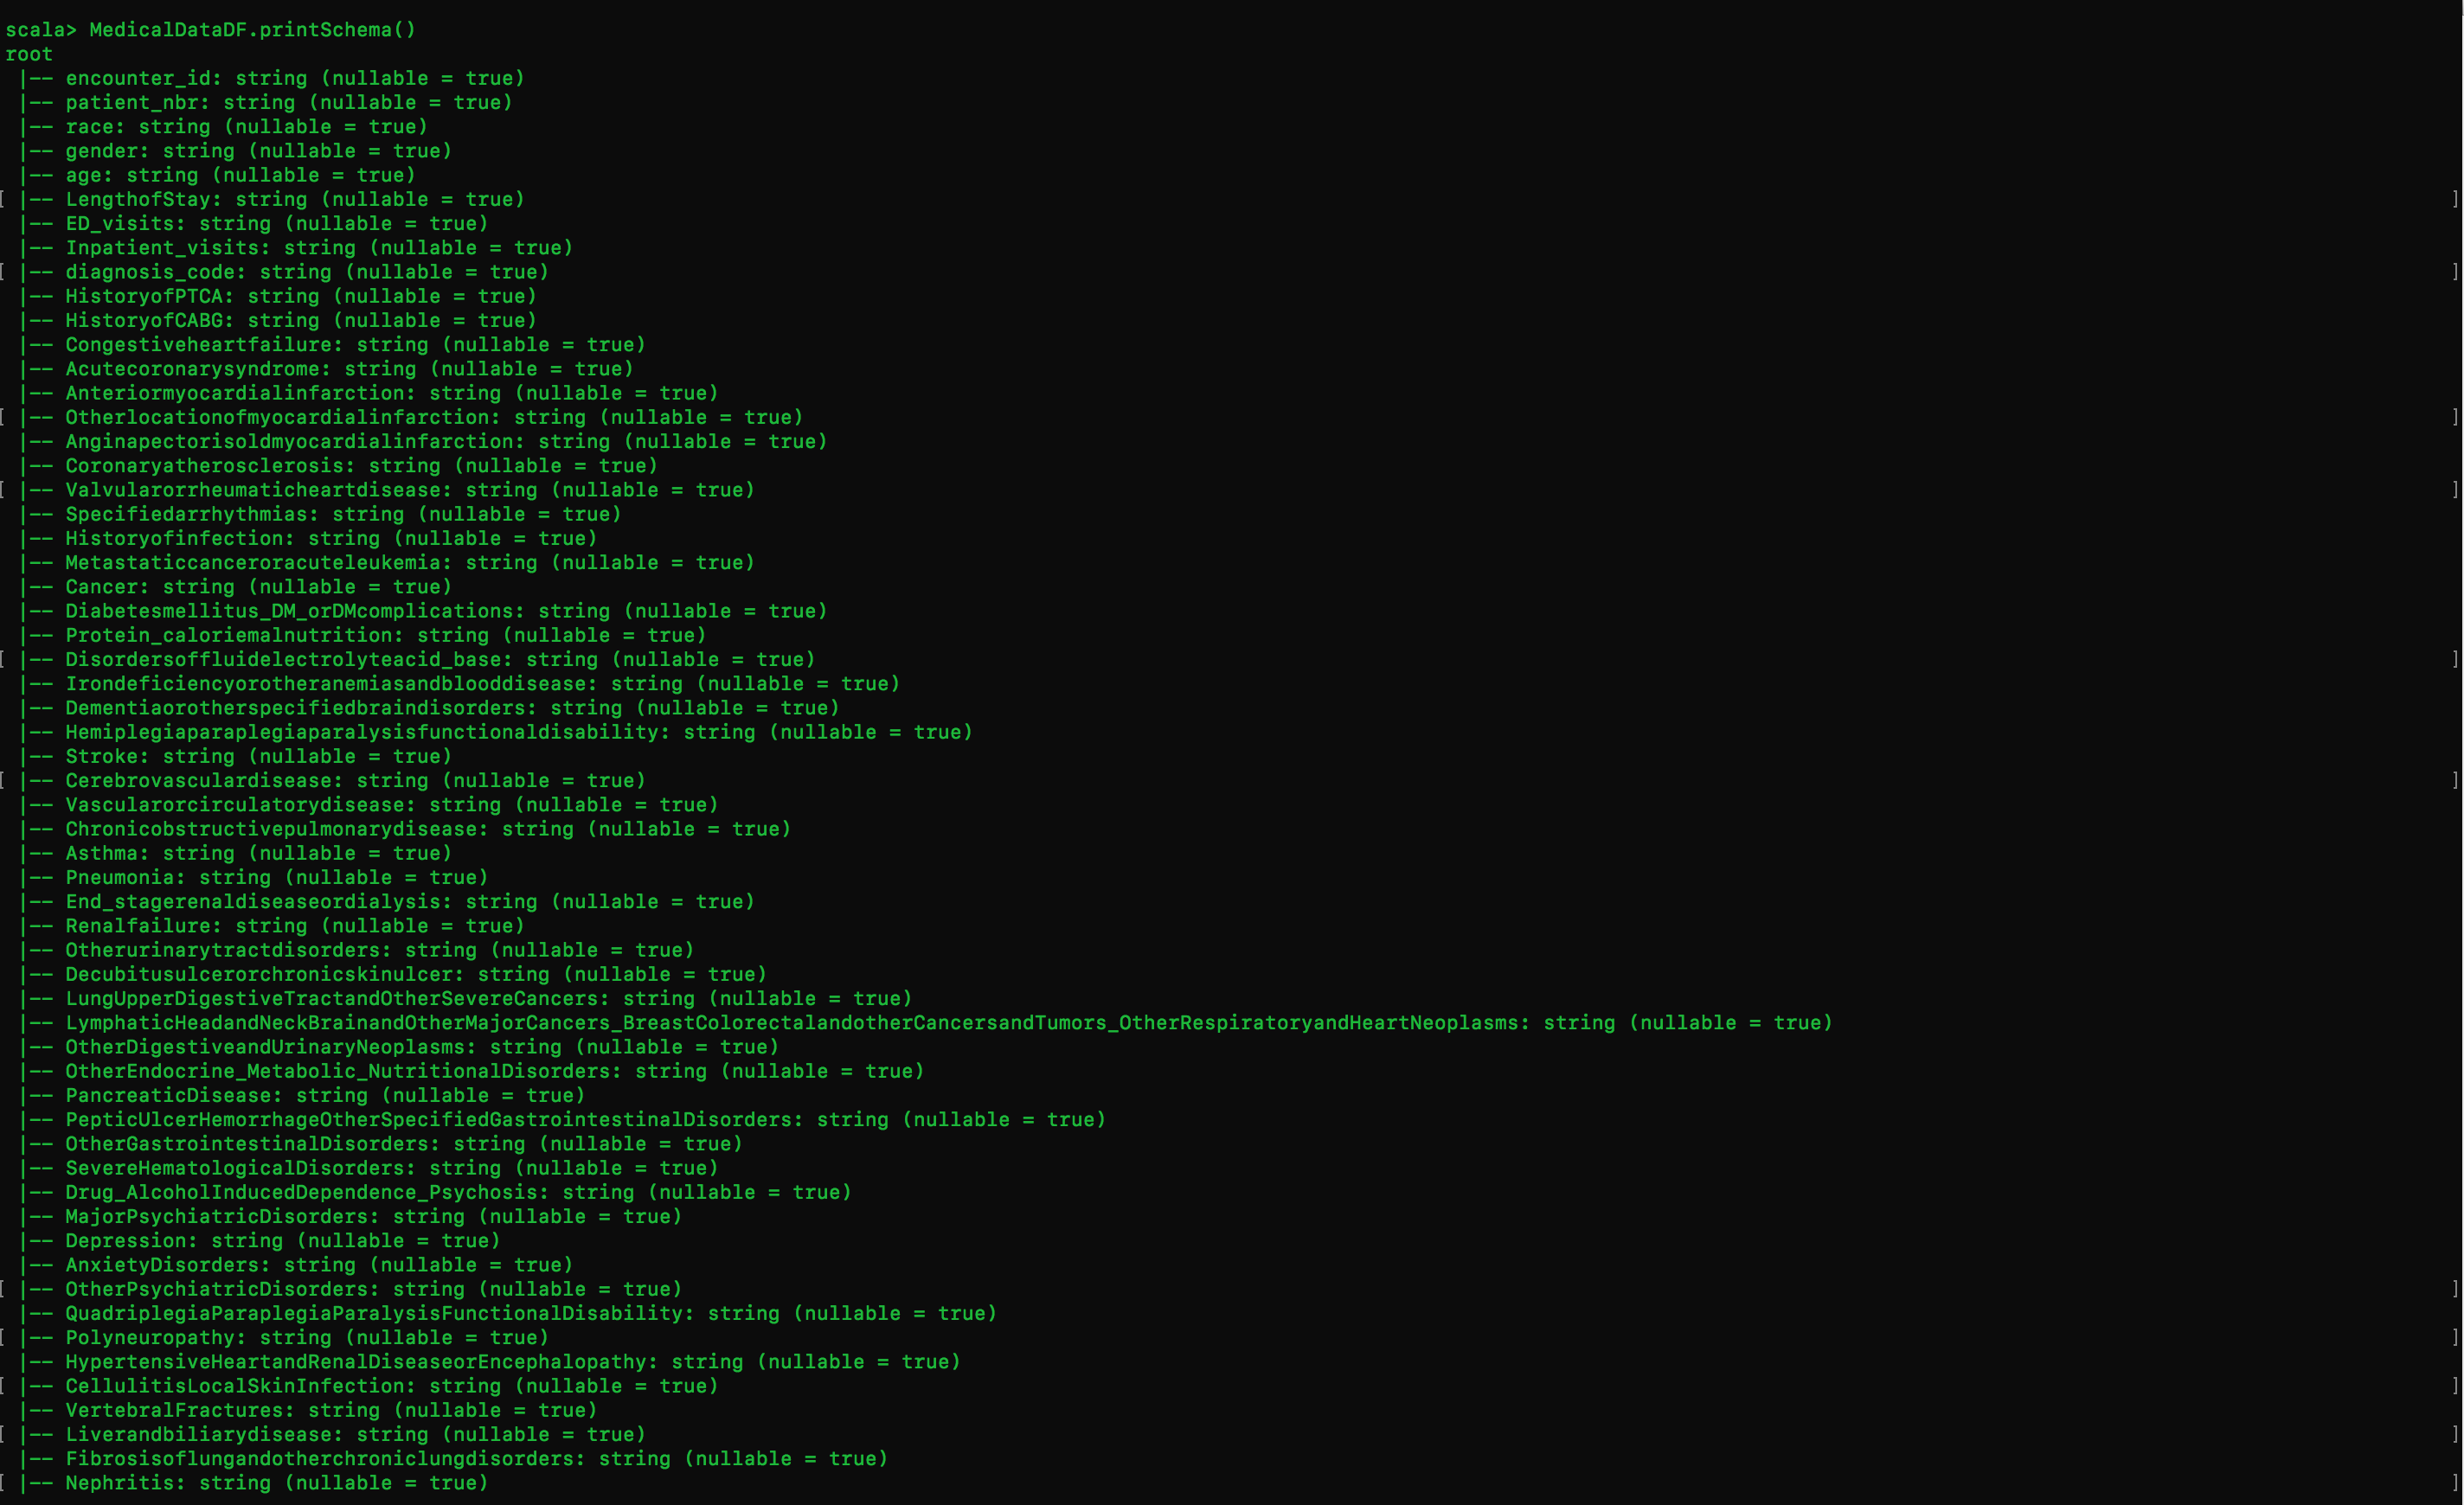 scala> MedicalDataDF.printSchema()
root
 |-- encounter_id: string (nullable = true)
 |-- patient_nbr: string (nullable = true)
 |-- race: string (nullable = true)
 |-- gender: string (nullable = true)
 |-- age: string (nullable = true)
[ |-- LengthofStay: string (nullable = true) ]
 |-- ED_visits: string (nullable = true)
 |-- Inpatient_visits: string (nullable = true)
[ |-- diagnosis_code: string (nullable = true) ]
 |-- HistoryofPTCA: string (nullable = true)
 |-- HistoryofCABG: string (nullable = true)
 |-- Congestiveheartfailure: string (nullable = true)
 |-- Acutecoronarysyndrome: string (nullable = true)
 |-- Anteriormyocardialinfarction: string (nullable = true)
[ |-- Otherlocationofmyocardialinfarction: string (nullable = true) ]
 |-- Anginapectorisoldmyocardialinfarction: string (nullable = true)
 |-- Coronaryatherosclerosis: string (nullable = true)
[ |-- Valvularorrheumaticheartdisease: string (nullable = true) ]
 |-- Specifiedarrhythmias: string (nullable = true)
 |-- Historyofinfection: string (nullable = true)
 |-- Metastaticcanceroracuteleukemia: string (nullable = true)
 |-- Cancer: string (nullable = true)
 |-- Diabetesmellitus_DM_orDMcomplications: string (nullable = true)
 |-- Protein_caloriemalnutrition: string (nullable = true)
[ |-- Disordersoffluidelectrolyteacid_base: string (nullable = true) ]
 |-- Irondeficiencyorotheranemiasandblooddisease: string (nullable = true)
 |-- Dementiaorotherspecifiedbraindisorders: string (nullable = true)
 |-- Hemiplegiaparaplegiaparalysisfunctionaldisability: string (nullable = true)
 |-- Stroke: string (nullable = true)
[ |-- Cerebrovasculardisease: string (nullable = true) ]
 |-- Vascularorcirculatorydisease: string (nullable = true)
 |-- Chronicobstructivepulmonarydisease: string (nullable = true)
 |-- Asthma: string (nullable = true)
 |-- Pneumonia: string (nullable = true)
 |-- End_stagerenaldiseaseordialysis: string (nullable = true)
 |-- Renalfailure: string (nullable = true)
 |-- Otherurinarytractdisorders: string (nullable = true)
 |-- Decubitusulcerorchronicskinulcer: string (nullable = true)
 |-- LungUpperDigestiveTractandOtherSevereCancers: string (nullable = true)
 |-- LymphaticHeadandNeckBrainandOtherMajorCancers_BreastColorectalandotherCancersandTumors_OtherRespiratoryandHeartNeoplasms: string (nullable = true)
 |-- OtherDigestiveandUrinaryNeoplasms: string (nullable = true)
 |-- OtherEndocrine_Metabolic_NutritionalDisorders: string (nullable = true)
 |-- PancreaticDisease: string (nullable = true)
 |-- PepticUlcerHemorrhageOtherSpecifiedGastrointestinalDisorders: string (nullable = true)
 |-- OtherGastrointestinalDisorders: string (nullable = true)
 |-- SevereHematologicalDisorders: string (nullable = true)
 |-- Drug_AlcoholInducedDependence_Psychosis: string (nullable = true)
 |-- MajorPsychiatricDisorders: string (nullable = true)
 |-- Depression: string (nullable = true)
 |-- AnxietyDisorders: string (nullable = true)
[ |-- OtherPsychiatricDisorders: string (nullable = true) ]
 |-- QuadriplegiaParaplegiaParalysisFunctionalDisability: string (nullable = true)
[ |-- Polyneuropathy: string (nullable = true) ]
 |-- HypertensiveHeartandRenalDiseaseorEncephalopathy: string (nullable = true)
[ |-- CellulitisLocalSkinInfection: string (nullable = true) ]
 |-- VertebralFractures: string (nullable = true)
[ |-- Liverandbiliarydisease: string (nullable = true) ]
 |-- Fibrosisoflungandotherchroniclungdisorders: string (nullable = true)
[ |-- Nephritis: string (nullable = true) ]